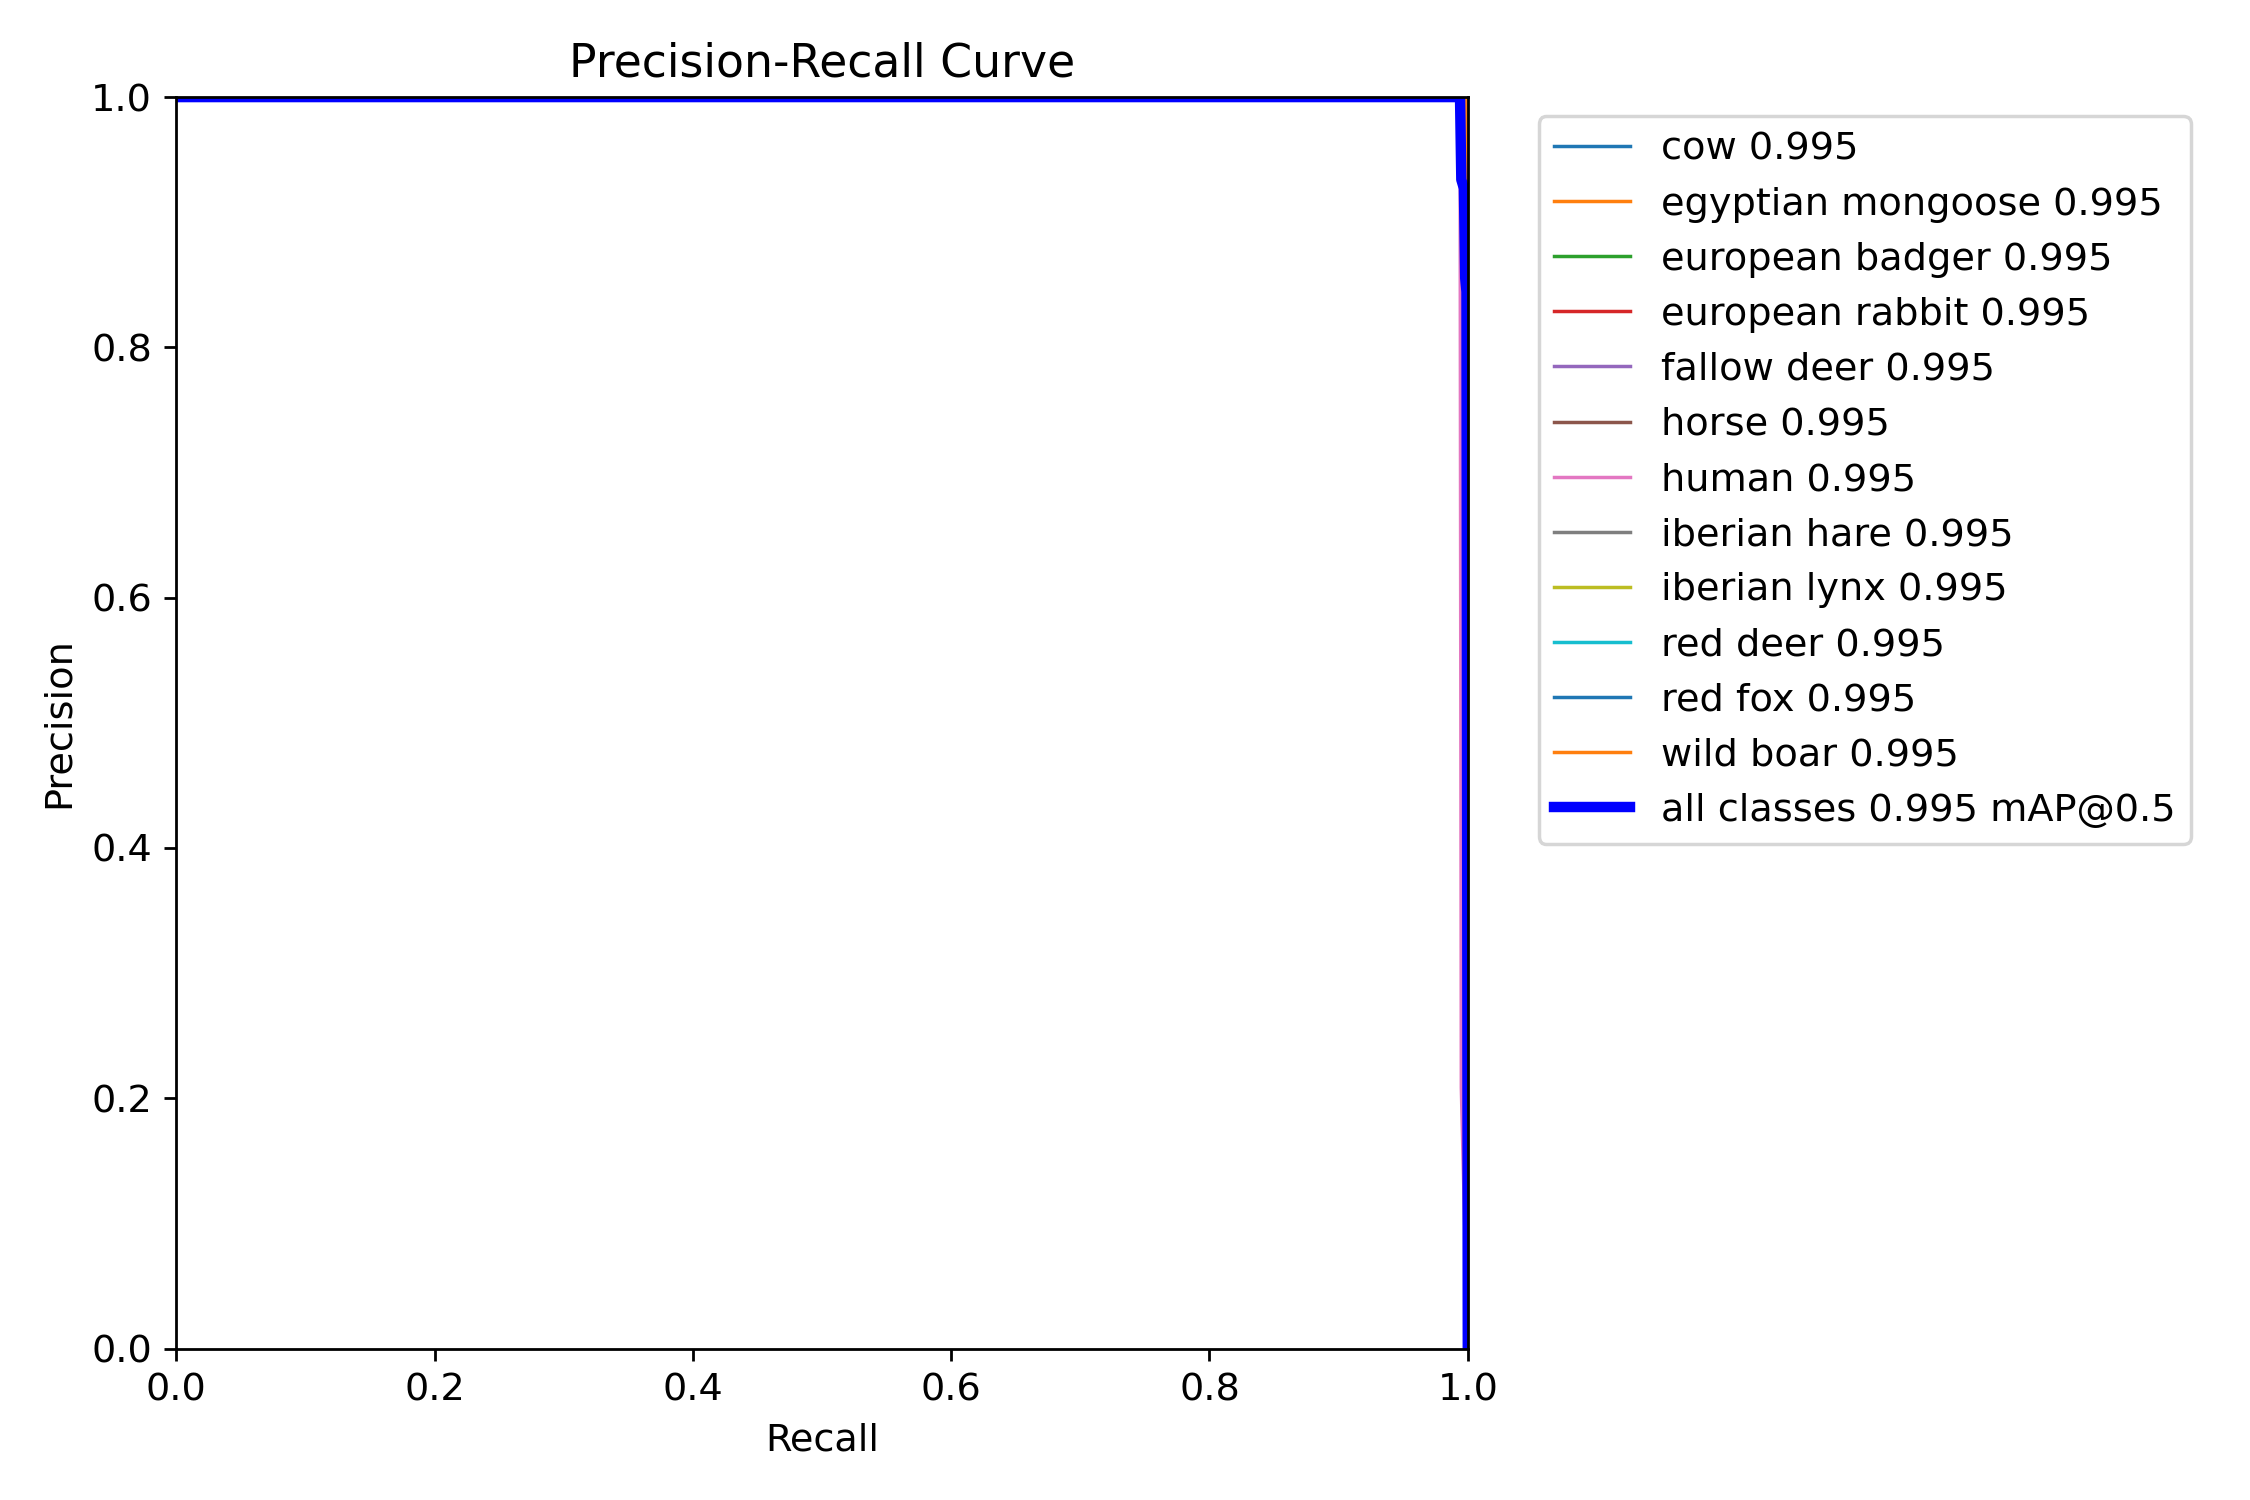 Precision-Recall Curve
1.0
0.8
0.6
0.4
0.2
0.0
Precision
0.0 0.2 0.4 0.6 0.8 1.0
Recall
cow 0.995
egyptian mongoose 0.995
european badger 0.995
european rabbit 0.995
fallow deer 0.995
horse 0.995
human 0.995
iberian hare 0.995
iberian lynx 0.995
red deer 0.995
red fox 0.995
wild boar 0.995
all classes 0.995 mAP@0.5